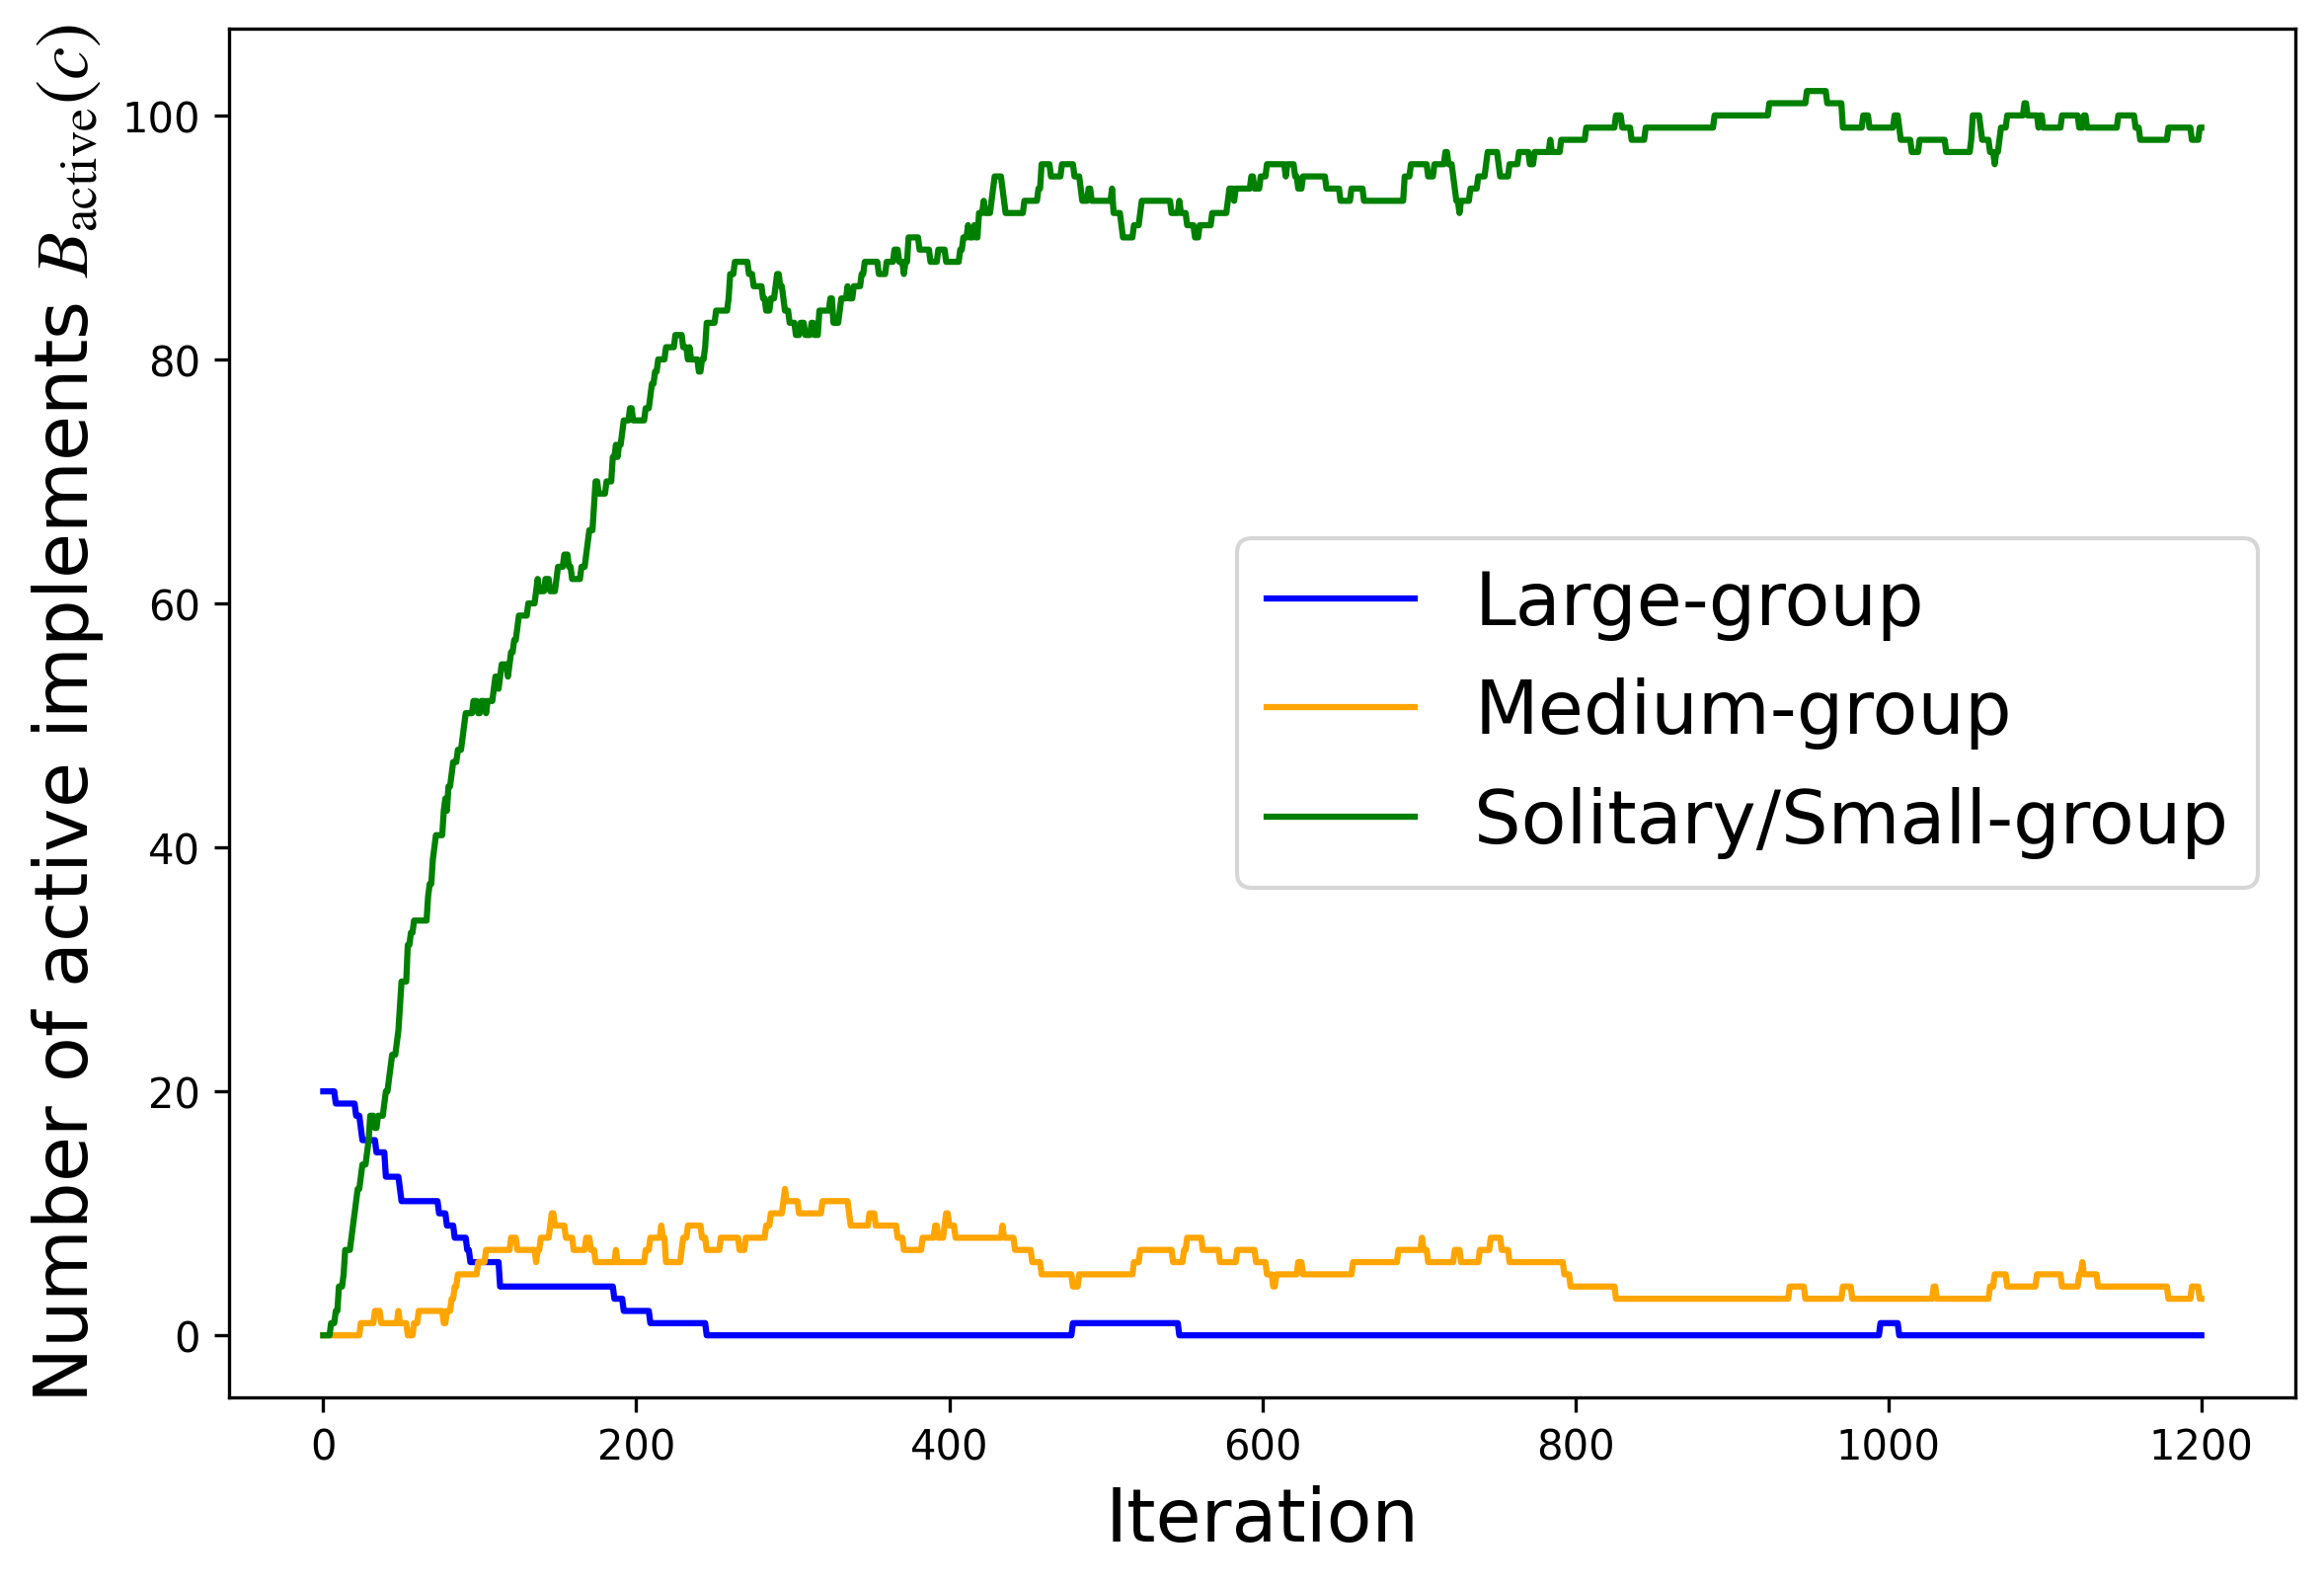 Number of active implements B_active(c)
100
80
60
40
20
0
Large-group
Medium-group
Solitary/Small-group
0 200 400 600 800 1000 1200
Iteration